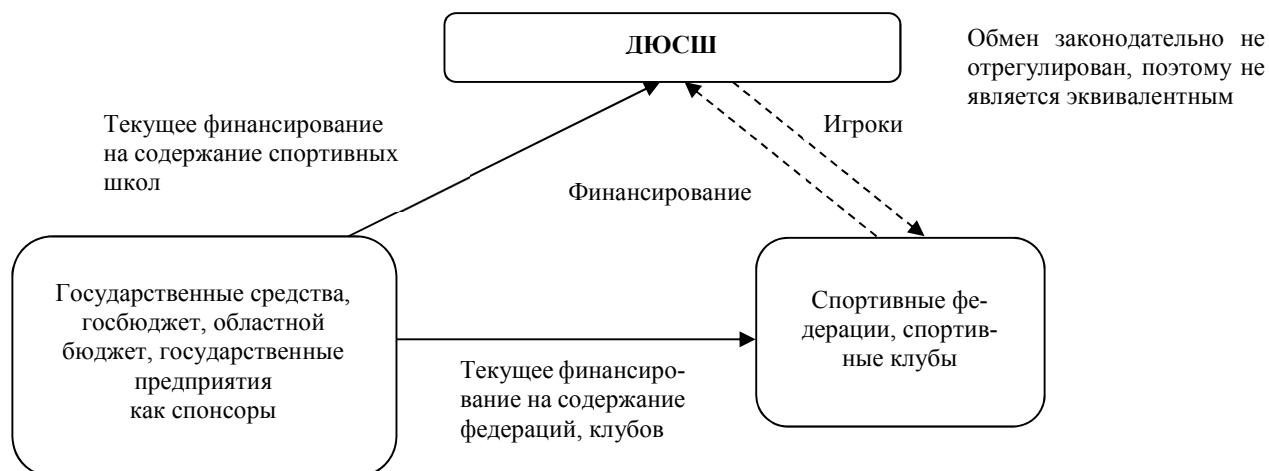 ДЮСШ
Обмен законодательно не
отрегулирован, поэтому не
является эквивалентным
Текущее финансирование
на содержание спортивных
школ
Игроки
Финансирование
Государственные средства,
госбюджет, областной
бюджет, государственные
предприятия
как спонсоры
Спортивные фе-
дерации, спортив-
ные клубы
Текущее финансиро-
вание на содержание
федераций, клубов